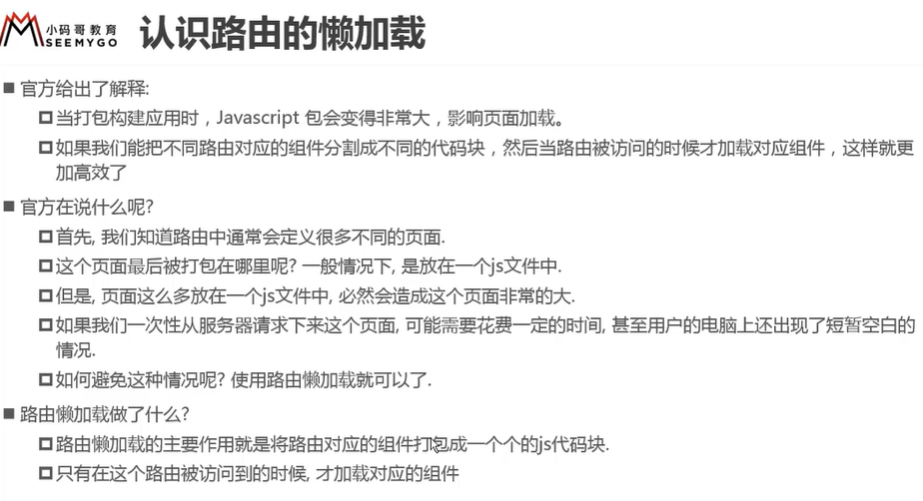 小码哥教育
SEEMYGO
认识路由的懒加载
官方给出了解释:
当打包构建应用时，Javascript 包会变得非常大，影响页面加载。
如果我们能把不同路由对应的组件分割成不同的代码块，然后当路由被访问的时候才加载对应组件，这样就更
加高效了
官方在说什么呢?
首先, 我们知道路由中通常会定义很多不同的页面.
这个页面最后被打包在哪里呢? 一般情况下, 是放在一个js文件中.
但是, 页面这么多放在一个js文件中, 必然会造成这个页面非常的大.
如果我们一次性从服务器请求下来这个页面, 可能需要花费一定的时间, 甚至用户的电脑上还出现了短暂空白的
情况.
如何避免这种情况呢? 使用路由懒加载就可以了.
路由懒加载做了什么?
路由懒加载的主要作用就是将路由对应的组件打包成一个个的js代码块.
只有在这个路由被访问到的时候, 才加载对应的组件